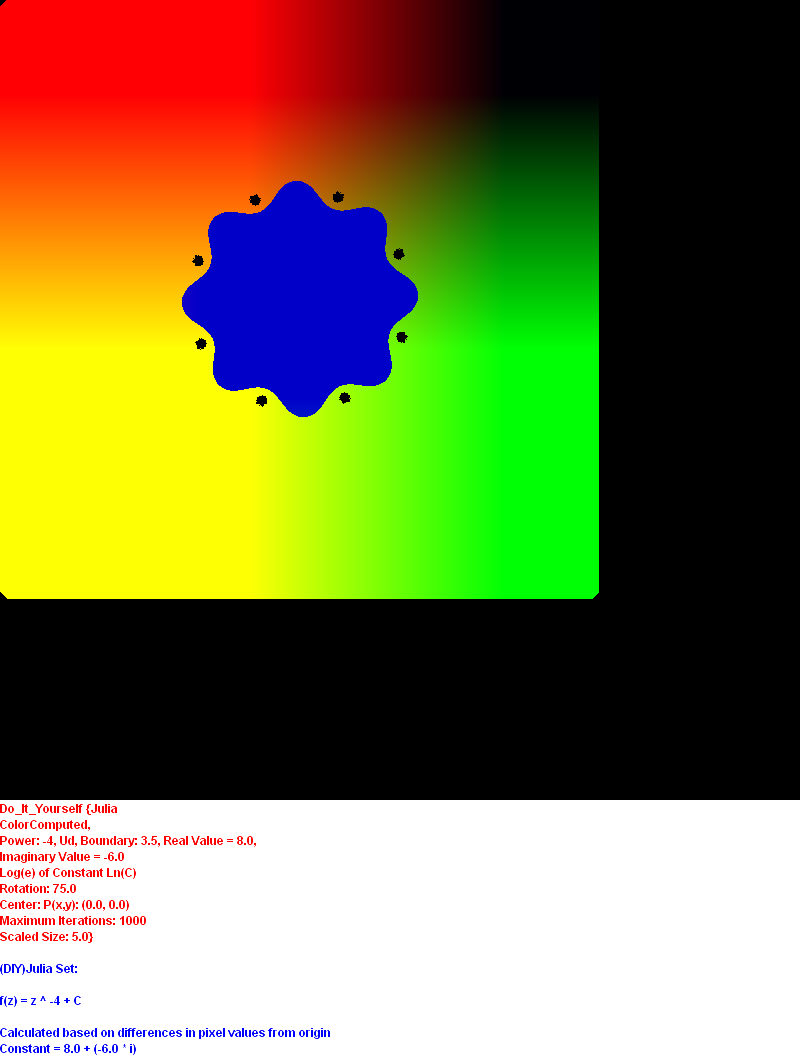 Do_It_Yourself {Julia
ColorComputed,
Power: -4, Ud, Boundary: 3.5, Real Value = 8.0,
Imaginary Value = -6.0
Log(e) of Constant Ln(C)
Rotation: 75.0
Center: P(x,y): (0.0, 0.0)
Maximum Iterations: 1000
Scaled Size: 5.0}
(DIY)Julia Set:
f(z) = z ^ -4 + C
Calculated based on differences in pixel values from origin
Constant = 8.0 + (-6.0 * i)